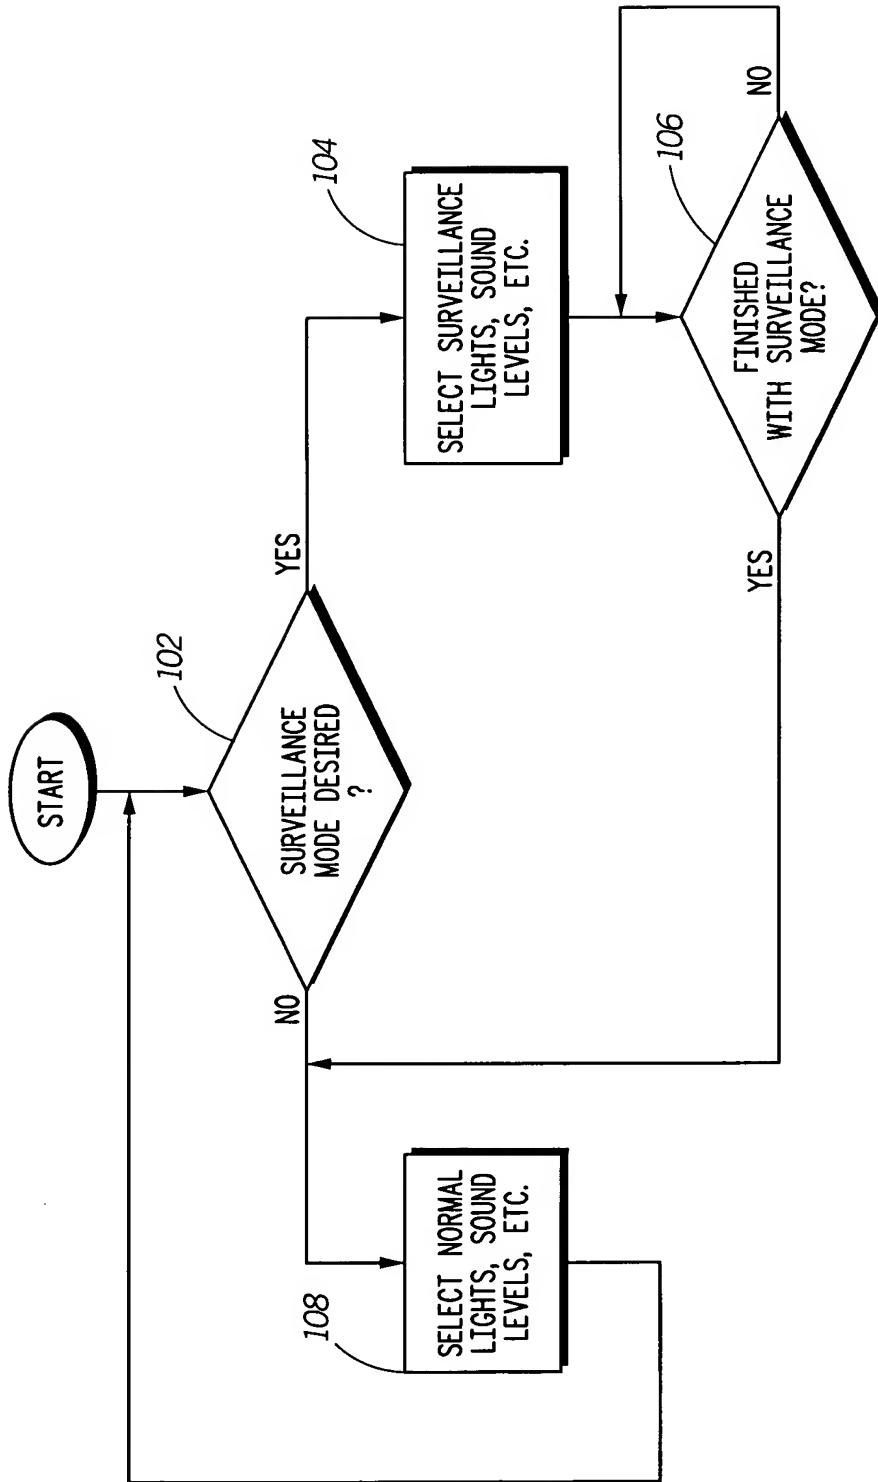 START
102
SURVEILLANCE
MODE DESIRED
?
YES
NO
104
SELECT SURVEILLANCE
LIGHTS, SOUND
LEVELS, ETC.
106
FINISHED
WITH SURVEILLANCE
MODE?
NO
YES
108
SELECT NORMAL
LIGHTS, SOUND
LEVELS, ETC.